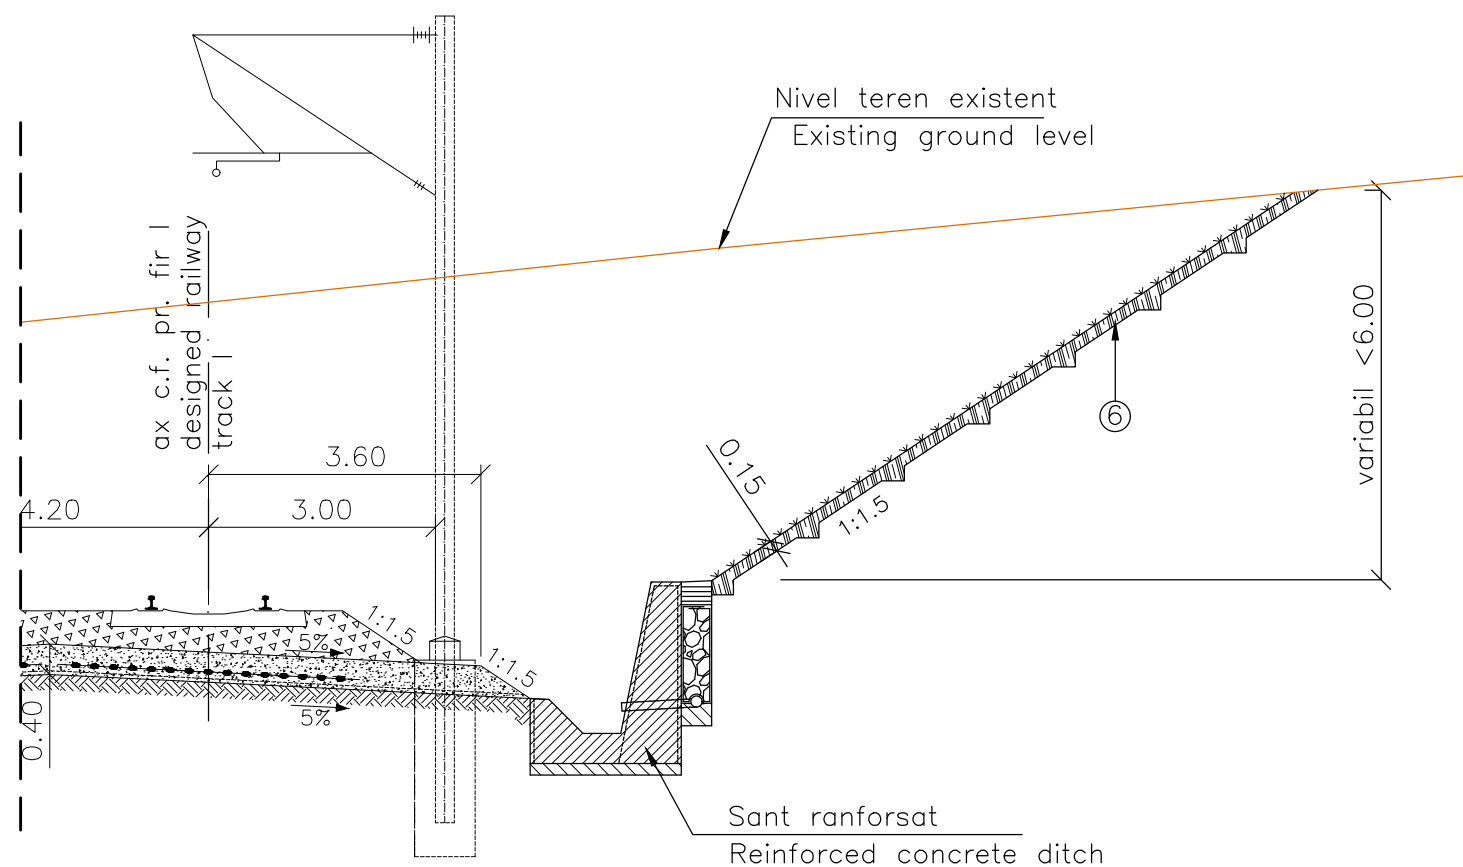 Nivel teren existent
Existing ground level
ax c.f. pr. fir I
designed railway
track I
3.60
4.20
3.00
0.15
1:1.5
6
variabil <6.00
1:1.5
5%
1:1.5
5%
0.40
Sant ranforsat
Reinforced concrete ditch